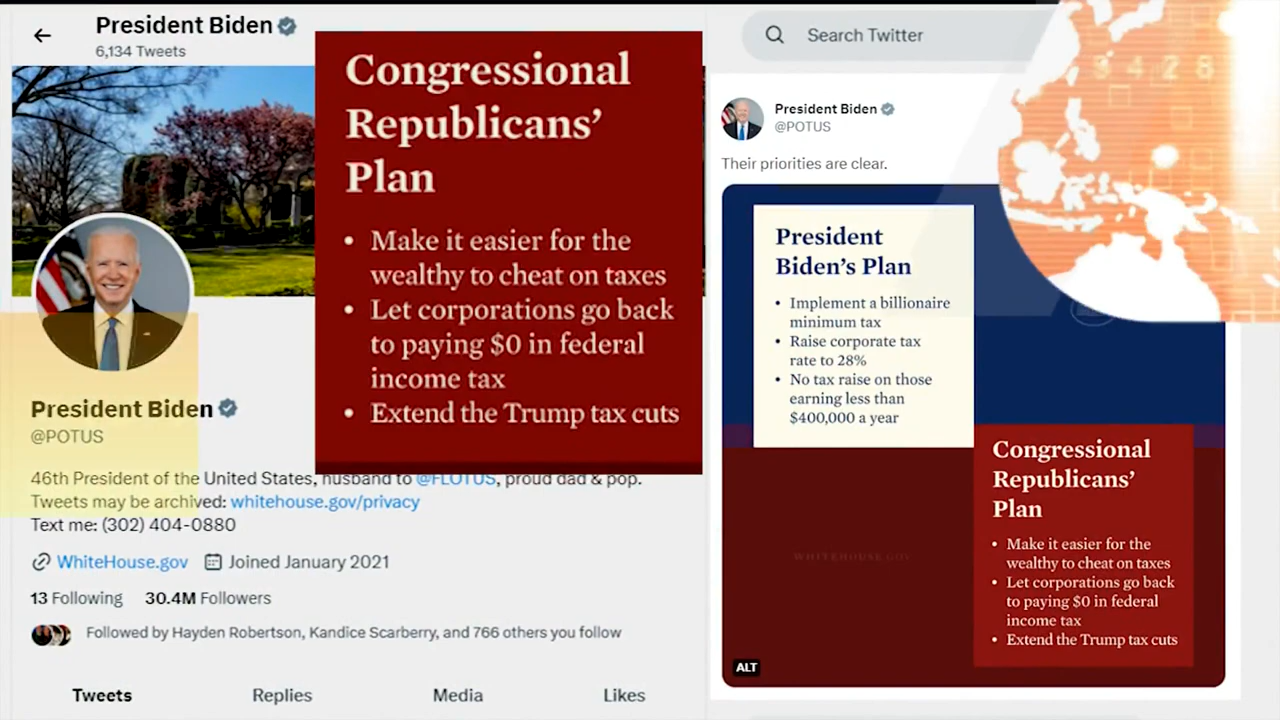 President Biden
6,134 Tweets
Congressional
Republicans’
Plan
• Make it easier for the
wealthy to cheat on taxes
• Let corporations go back
to paying $0 in federal
income tax
• Extend the Trump tax cuts
President Biden
@POTUS
46th President of the United States, husband to @FLOTUS, proud dad & pop.
Tweets may be archived: whitehouse.gov/privacy
Text me: (302) 404-0880
WhiteHouse.gov Joined January 2021
13 Following 30.4M Followers
Followed by Hayden Robertson, Kandice Scarberry, and 766 others you follow
Tweets Replies Media Likes
Search Twitter
President Biden
@POTUS
Their priorities are clear.
President
Biden’s Plan
• Implement a billionaire
minimum tax
• Raise corporate tax
rate to 28%
• No tax raise on those
earning less than
$400,000 a year
WHITEHOUSE.GOV
Congressional
Republicans’
Plan
• Make it easier for the
wealthy to cheat on taxes
• Let corporations go back
to paying $0 in federal
income tax
• Extend the Trump tax cuts
ALT